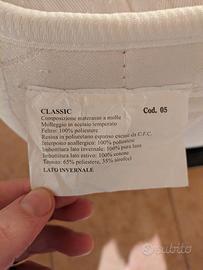 CLASSIC Cod. 05
Composizione materasso a molle
Molleggio in acciaio temperato
Feltro: 100% poliestere
Resina in poliuretano espanso esente da C.F.C.
Interposto anallergico: 100% poliestere
Imbottitura lato invernale: 100% pura lana
Imbottitura lato estivo: 100% cotone
Tessuto: 65% poliestere, 35%
LATO INVERNALE
subito